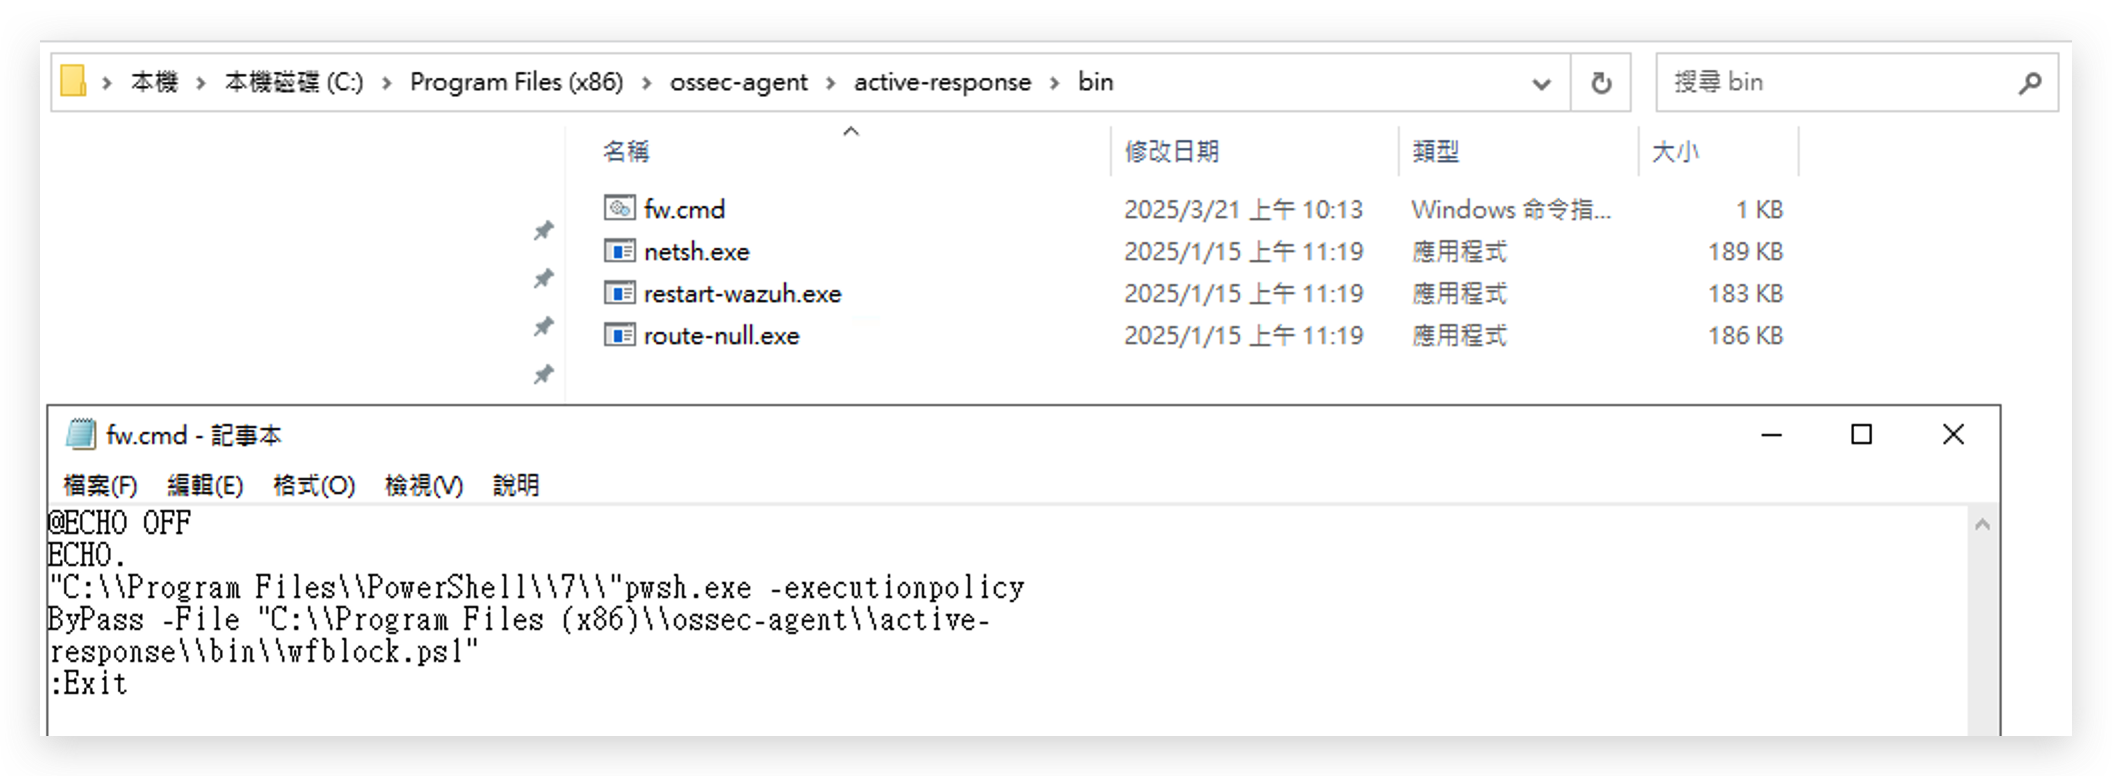 本機 > 本機磁碟 (C:) > Program Files (x86) > ossec-agent > active-response > bin
搜尋 bin
名稱 修改日期 類型 大小
fw.cmd 2025/3/21 上午 10:13 Windows 命令指... 1 KB
netsh.exe 2025/1/15 上午 11:19 應用程式 189 KB
restart-wazuh.exe 2025/1/15 上午 11:19 應用程式 183 KB
route-null.exe 2025/1/15 上午 11:19 應用程式 186 KB
fw.cmd - 記事本
檔案(F) 編輯(E) 格式(O) 檢視(V) 說明
@ECHO OFF
ECHO.
"C:\\Program Files\\PowerShell\\7\\"pwsh.exe -executionpolicy
ByPass -File "C:\\Program Files (x86)\\ossec-agent\\active-
response\\bin\\wfblock.ps1"
:Exit